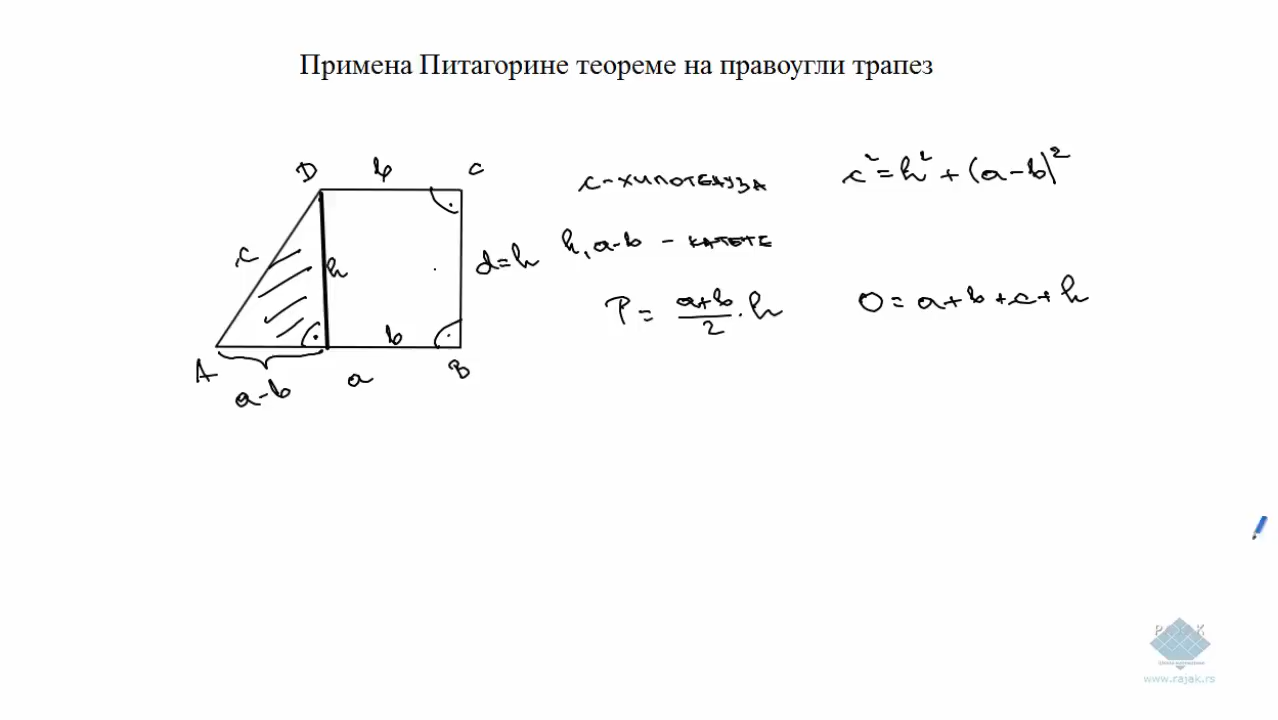 Примена Питагорине теореме на правоугли трапез
D b C
c²=h²+(a-b)²
c-хипотенуза
c h d=h
h, a-b - катете
P = a+b/2 · h
O = a+b+c+h
b
A a B
a-b
www.rajak.rs